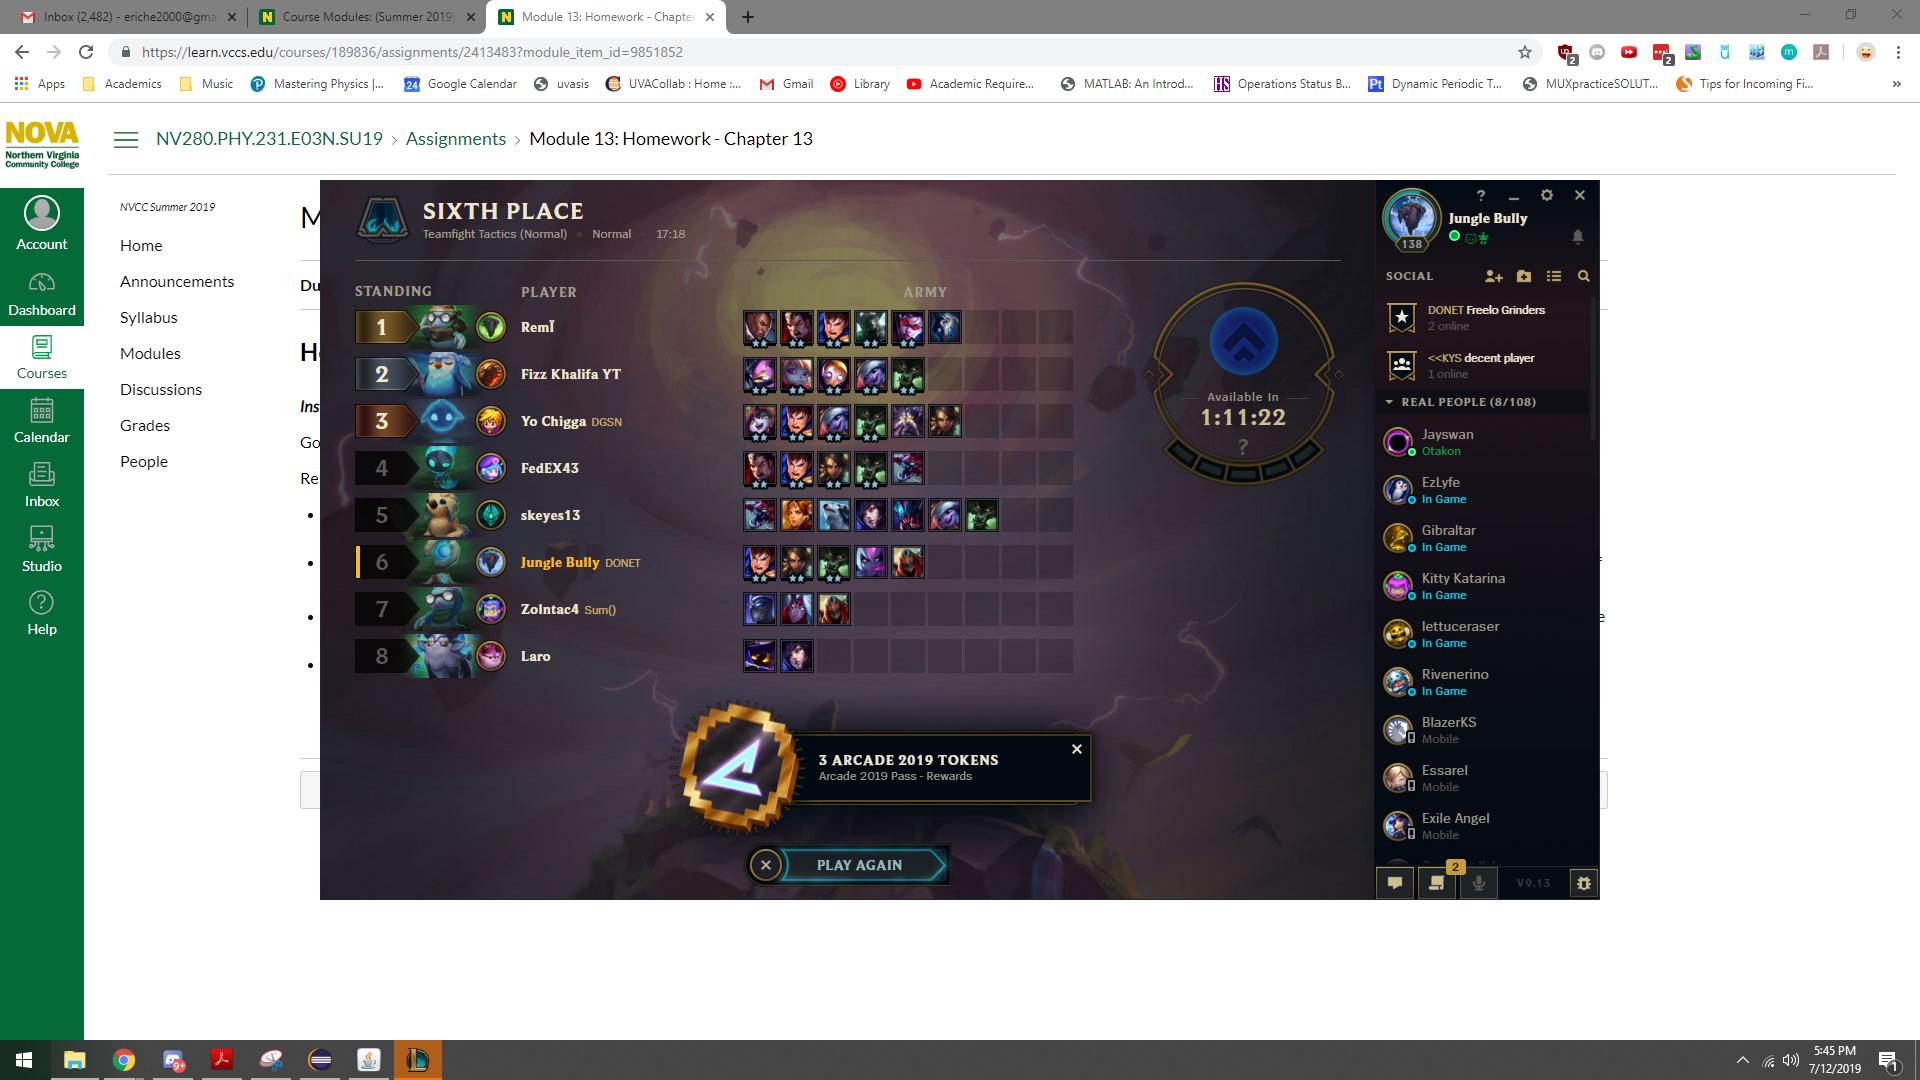 Inbox (2,482) - eriche2000@gma
Course Modules: (Summer 2019)
Module 13: Homework - Chapter
https://learn.vccs.edu/courses/189836/assignments/2413483?module_item_id=9851852
2
2
Apps
Academics
Music
Mastering Physics |...
24
Google Calendar
uvasis
UVACollab : Home :...
Gmail
Library
Academic Require...
MATLAB: An Introd...
Operations Status B...
Dynamic Periodic T...
MUXpracticeSOLUT...
Tips for Incoming Fi...
NOVA
Northern Virginia
Community College
NV280.PHY.231.E03N.SU19 › Assignments › Module 13: Homework - Chapter 13
Account
Dashboard
Courses
Calendar
Inbox
Studio
Help
NVCC Summer 2019
Home
Announcements
Syllabus
Modules
Discussions
Grades
People
M
Du
He
Ins
Go
Re
SIXTH PLACE
Teamfight Tactics (Normal) • Normal • 17:18
STANDING PLAYER ARMY
1 RemÏ
2 Fizz Khalifa YT
3 Yo Chigga DGSN
4 FedEX43
5 skeyes13
6 Jungle Bully DONET
7 Zolntac4 Sum()
8 Laro
Available In
1:11:22
?
3 ARCADE 2019 TOKENS
Arcade 2019 Pass - Rewards
PLAY AGAIN
?
Jungle Bully
138
SOCIAL
DONET Freelo Grinders
2 online
<<KYS decent player
1 online
REAL PEOPLE (8/108)
Jayswan
Otakon
EzLyfe
In Game
Gibraltar
In Game
Kitty Katarina
In Game
lettuceraser
In Game
Rivenerino
In Game
BlazerKS
Mobile
Essarel
Mobile
Exile Angel
Mobile
2
V9.13
9+
5:45 PM
7/12/2019
1